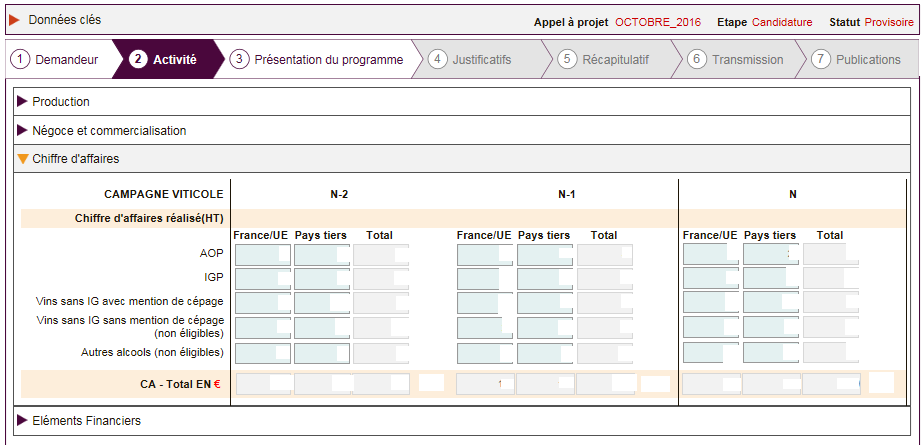 Données clés
Appel à projet OCTOBRE_2016 Etape Candidature Statut Provisoire
1 Demandeur 2 Activité 3 Présentation du programme 4 Justificatifs 5 Récapitulatif 6 Transmission 7 Publications
Production
Négoce et commercialisation
Chiffre d'affaires
CAMPAGNE VITICOLE N-2 N-1 N
Chiffre d'affaires réalisé(HT)
France/UE Pays tiers Total France/UE Pays tiers Total France/UE Pays tiers Total
AOP
IGP
Vins sans IG avec mention de cépage
Vins sans IG sans mention de cépage
(non éligibles)
Autres alcools (non éligibles)
CA - Total EN €
Eléments Financiers